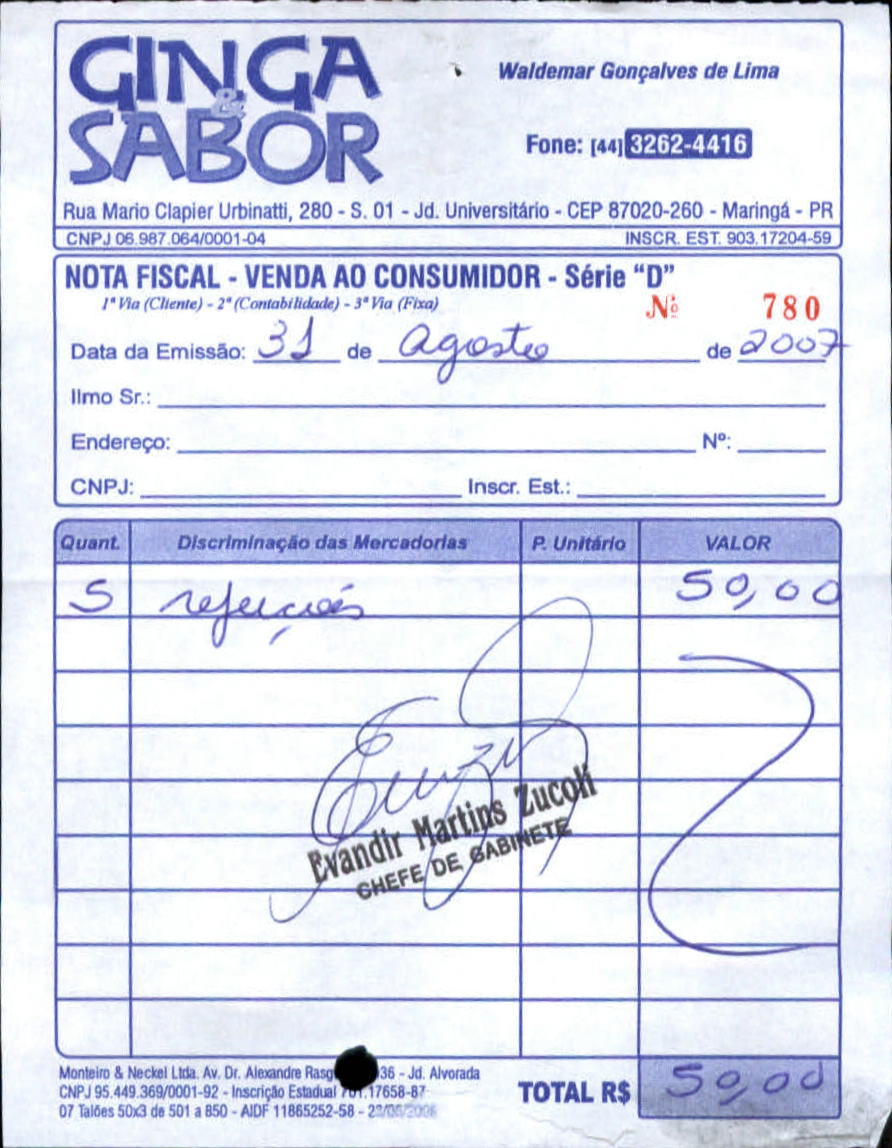 GINGA
&
SABOR
Waldemar Gonçalves de Lima
Fone: [44] 3262-4416
Rua Mario Clapier Urbinatti, 280 - S. 01 - Jd. Universitário - CEP 87020-260 - Maringá - PR
CNPJ 06.987.064/0001-04 INSCR. EST. 903.17204-59
NOTA FISCAL - VENDA AO CONSUMIDOR - Série "D"
1ª Via (Cliente) - 2ª (Contabilidade) - 3ª Via (Fixa)
Nº 780
Data da Emissão: 31 de Agosto de 2007
Ilmo Sr.:
Endereço: Nº:
CNPJ: Inscr. Est.:
Quant. Discriminação das Mercadorias P. Unitário VALOR
5 refeições 50,00
Evandir Martins Zucoli
CHEFE DE GABINETE
Monteiro & Neckel Ltda. Av. Dr. Alexandre 36 - Jd. Alvorada
CNPJ 95.449.369/0001-92 - Inscrição Estadual 701.17658-87
07 Talões 50x3 de 501 a 850 - AIDF 11865252-58 -
TOTAL R$ 50,00